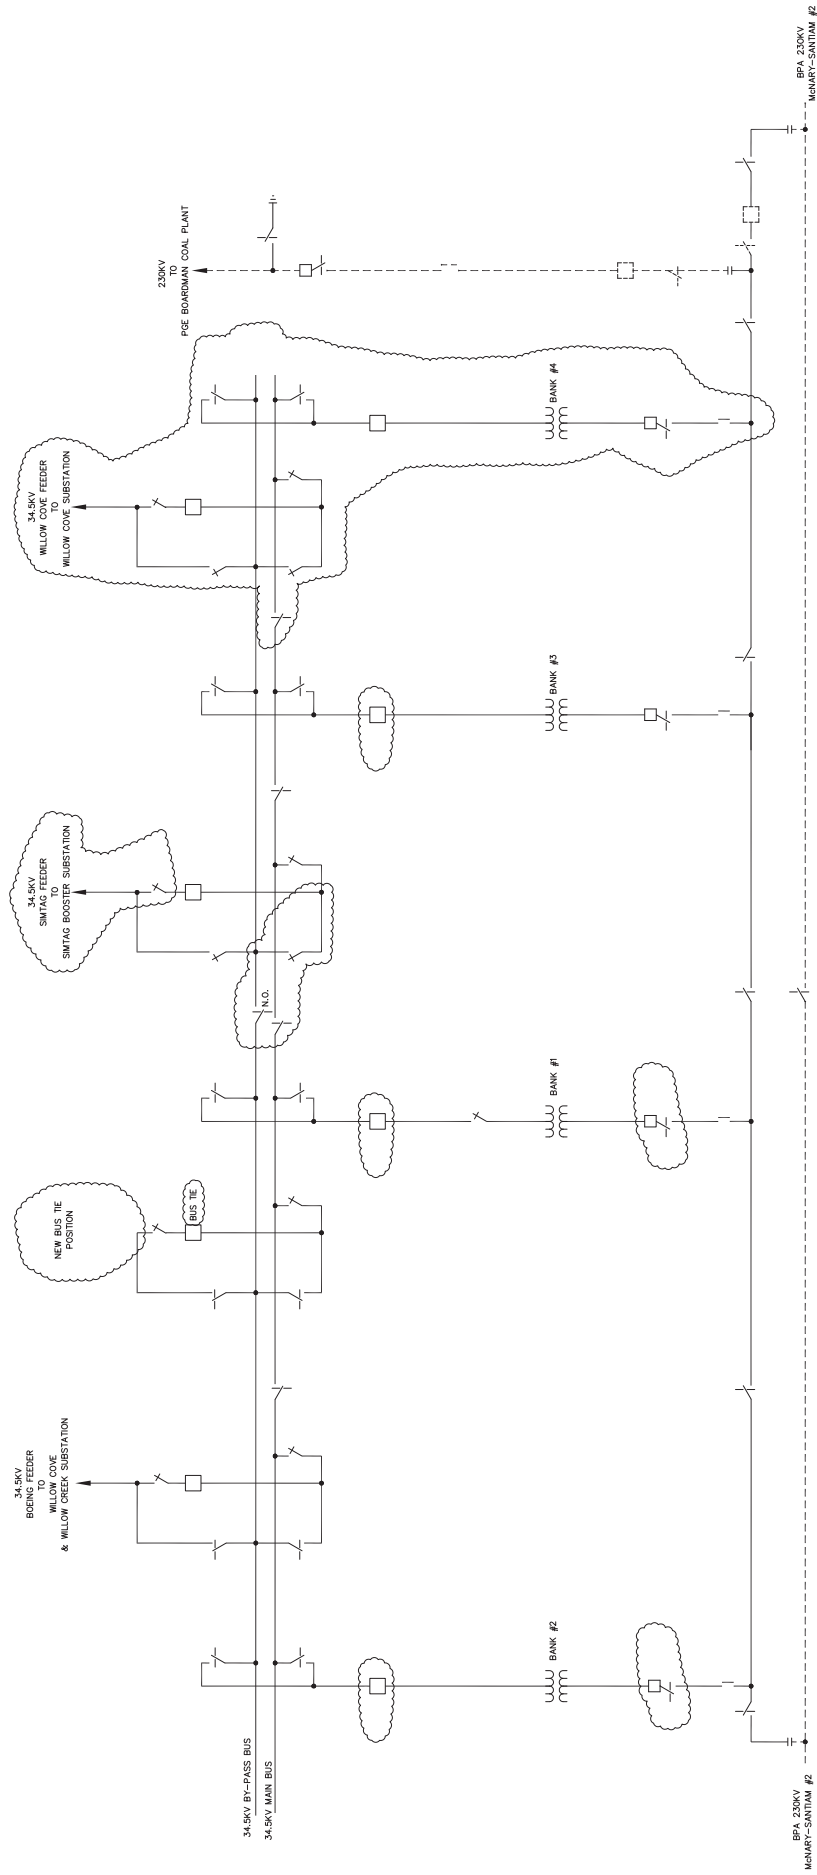 BPA 230KV
McNARY-SANTIAM #2
230KV
TO
PGE BOARDMAN COAL PLANT
BANK #4
34.5KV
WILLOW COVE FEEDER
TO
WILLOW COVE SUBSTATION
BANK #3
34.5KV
SIMTAG FEEDER
TO
SIMTAG BOOSTER SUBSTATION
N.O.
BANK #1
NEW BUS TIE
POSITION
BUS TIE
34.5KV
BOEING FEEDER
TO
WILLOW COVE
& WILLOW CREEK SUBSTATION
BANK #2
34.5KV BY-PASS BUS
34.5KV MAIN BUS
BPA 230KV
McNARY-SANTIAM #2